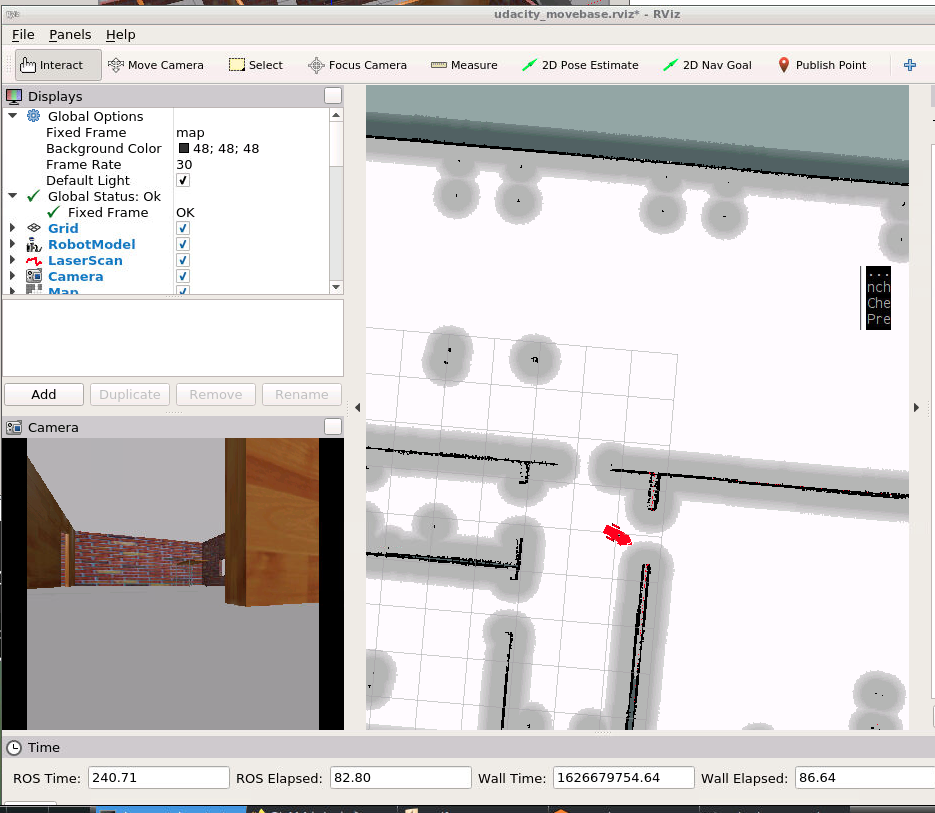 udacity_movebase.rviz* - RViz
File Panels Help
Interact Move Camera Select Focus Camera Measure 2D Pose Estimate 2D Nav Goal Publish Point
Displays
Global Options
Fixed Frame map
Background Color 48; 48; 48
Frame Rate 30
Default Light
Global Status: Ok
Fixed Frame OK
Grid
RobotModel
LaserScan
Camera
Map
...
nch
Che
Pre
Add Duplicate Remove Rename
Camera
Time
ROS Time: 240.71 ROS Elapsed: 82.80 Wall Time: 1626679754.64 Wall Elapsed: 86.64